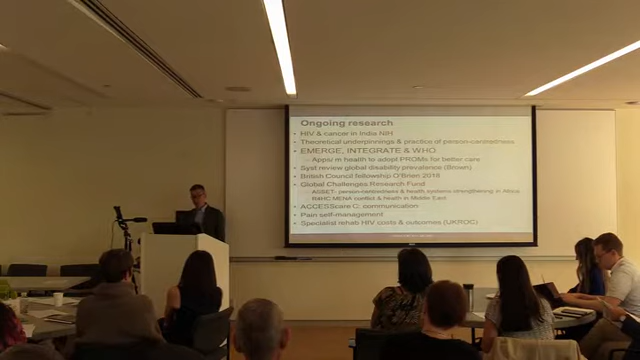 Ongoing research
• HIV & cancer in India NIH
• Theoretical underpinnings & practice of person-centredness
• EMERGE, INTEGRATE & WHO
– Apps/m health to adopt PROMs for better care
• Syst review global disability prevalence (Brown)
• British Council fellowship O'Brien 2018
• Global Challenges Research Fund
– ASSET- person-centredness & health systems strengthening in Africa
– R4HC MENA conflict & health in Middle East
• ACCESScare C: communication
• Pain self-management
• Specialist rehab HIV costs & outcomes (UKROC)